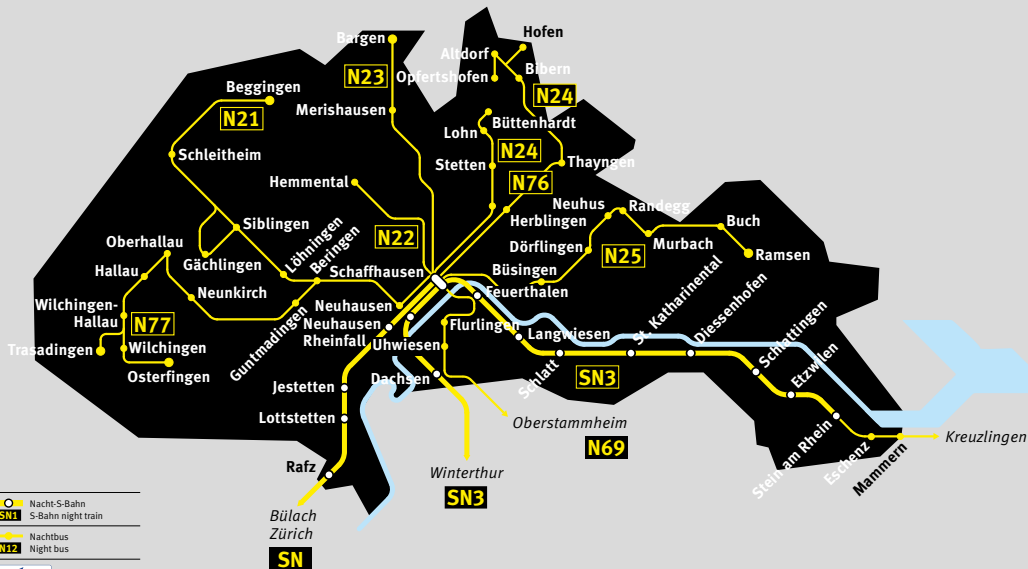 Hofen
Bargen
Altdorf
N23
Opfertshofen
Bibern
Beggingen
N24
Merishausen
N21
Büttenhardt
Lohn
N24
Schleitheim
Stetten
Thayngen
N76
Hemmental
Neuhus
Randegg
Herblingen
Siblingen
Buch
N22
Oberhallau
Murbach
Löhningen
Beringen
Dörflingen
N25
Ramsen
Gächlingen
Hallau
Schaffhausen
Büsingen
Neunkirch
Feuerthalen
St. Katharinental
Diessenhofen
Wilchingen-
Hallau
Neuhausen
N77
Neuhausen
Rheinfall
Flurlingen
Langwiesen
Guntmadingen
Schlattingen
Trasadingen
Wilchingen
Uhwiesen
Schlatt
Etzwilen
Osterfingen
Dachsen
SN3
Jestetten
Lottstetten
Oberstammheim
Stein am Rhein
Eschenz
Mammern
Kreuzlingen
N69
Rafz
Winterthur
SN3
Nacht-S-Bahn
SN1 S-Bahn night train
Bülach
Zürich
Nachtbus
N12 Night bus
SN